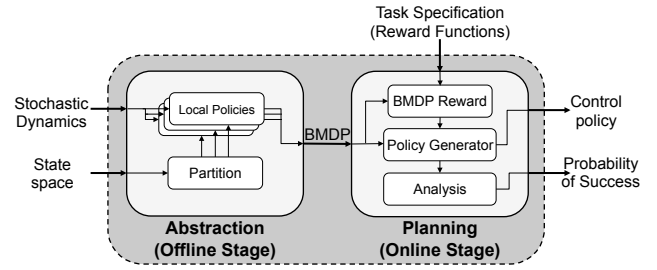 Task Specification
(Reward Functions)
Stochastic
Dynamics
Local Policies
State
space
Partition
Abstraction
(Offline Stage)
BMDP
BMDP Reward
Policy Generator
Analysis
Planning
(Online Stage)
Control
policy
Probability
of Success